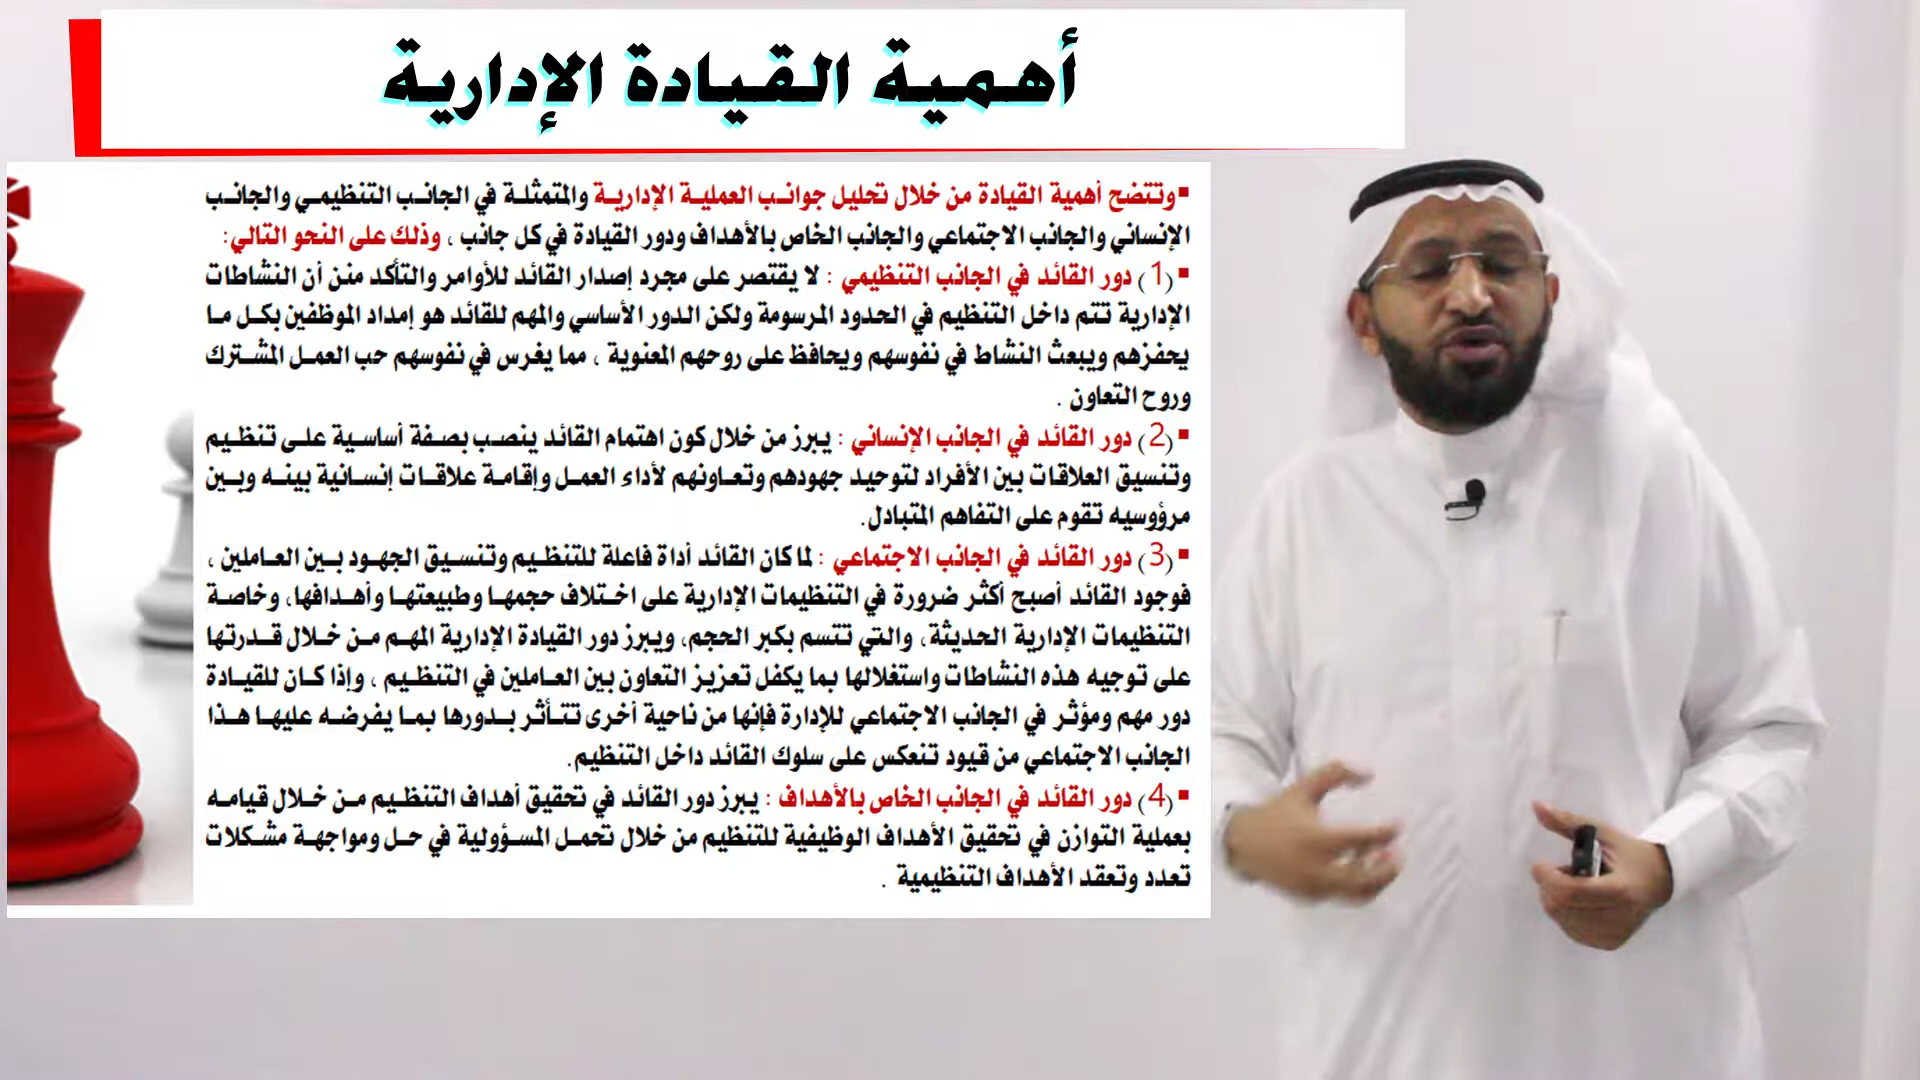 أهمية القيادة الإدارية
▪وتتضح أهمية القيادة من خلال تحليل جوانب العملية الإدارية والمتمثلة في الجانب التنظيمي والجانب
الإنساني والجانب الاجتماعي والجانب الخاص بالأهداف ودور القيادة في كل جانب ، وذلك على النحو التالي:
▪(1) دور القائد في الجانب التنظيمي : لا يقتصر على مجرد إصدار القائد للأوامر والتأكد منن أن النشاطات
الإدارية تتم داخل التنظيم في الحدود المرسومة ولكن الدور الأساسي والمهم للقائد هو إمداد الموظفين بكل ما
يحفزهم ويبعث النشاط في نفوسهم ويحافظ على روحهم المعنوية ، مما يغرس في نفوسهم حب العمل المشترك
وروح التعاون .
▪(2) دور القائد في الجانب الإنساني : يبرز من خلال كون اهتمام القائد ينصب بصفة أساسية على تنظيم
وتنسيق العلاقات بين الأفراد لتوحيد جهودهم وتعاونهم لأداء العمل وإقامة علاقات إنسانية بينه وبين
مرؤوسيه تقوم على التفاهم المتبادل.
▪(3) دور القائد في الجانب الاجتماعي : لما كان القائد أداة فاعلة للتنظيم وتنسيق الجهود بين العاملين ،
فوجود القائد أصبح أكثر ضرورة في التنظيمات الإدارية على اختلاف حجمها وطبيعتها وأهدافها، وخاصة
التنظيمات الإدارية الحديثة، والتي تتسم بكبر الحجم، ويبرز دور القيادة الإدارية المهم من خلال قدرتها
على توجيه هذه النشاطات واستغلالها بما يكفل تعزيز التعاون بين العاملين في التنظيم ، وإذا كان للقيادة
دور مهم ومؤثر في الجانب الاجتماعي للإدارة فإنها من ناحية أخرى تتأثر بدورها بما يفرضه عليها هذا
الجانب الاجتماعي من قيود تنعكس على سلوك القائد داخل التنظيم.
▪(4) دور القائد في الجانب الخاص بالأهداف : يبرز دور القائد في تحقيق أهداف التنظيم من خلال قيامه
بعملية التوازن في تحقيق الأهداف الوظيفية للتنظيم من خلال تحمل المسؤولية في حل ومواجهة مشكلات
تعدد وتعقد الأهداف التنظيمية .